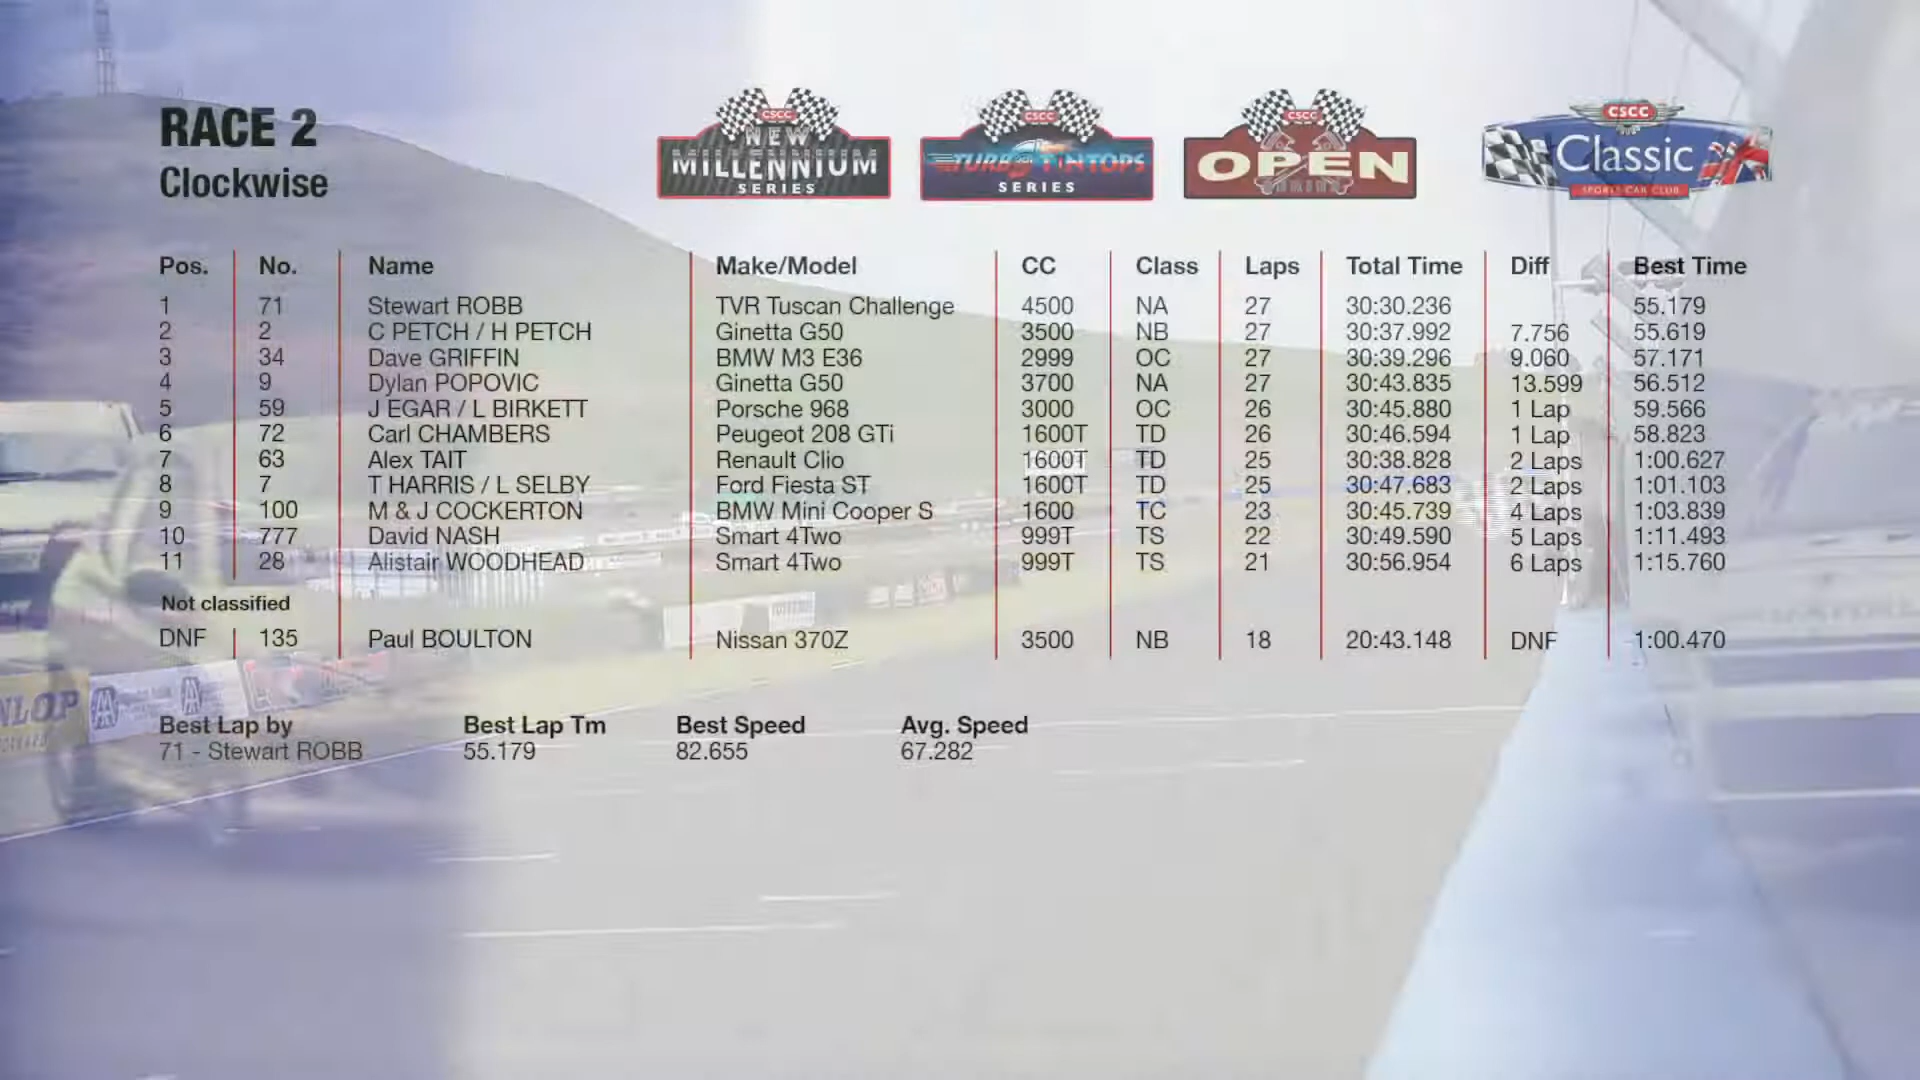 RACE 2
Clockwise
CSCC NEW MILLENNIUM SERIES
CSCC TURBO TINTOPS SERIES
CSCC OPEN SERIES
CSCC Classic SPORTS CAR CLUB
Pos. No. Name Make/Model CC Class Laps Total Time Diff Best Time
1 71 Stewart ROBB TVR Tuscan Challenge 4500 NA 27 30:30.236 55.179
2 2 C PETCH / H PETCH Ginetta G50 3500 NB 27 30:37.992 7.756 55.619
3 34 Dave GRIFFIN BMW M3 E36 2999 OC 27 30:39.296 9.060 57.171
4 9 Dylan POPOVIC Ginetta G50 3700 NA 27 30:43.835 13.599 56.512
5 59 J EGAR / L BIRKETT Porsche 968 3000 OC 26 30:45.880 1 Lap 59.566
6 72 Carl CHAMBERS Peugeot 208 GTi 1600T TD 26 30:46.594 1 Lap 58.823
7 63 Alex TAIT Renault Clio 1600T TD 25 30:38.828 2 Laps 1:00.627
8 7 T HARRIS / L SELBY Ford Fiesta ST 1600T TD 25 30:47.683 2 Laps 1:01.103
9 100 M & J COCKERTON BMW Mini Cooper S 1600 TC 23 30:45.739 4 Laps 1:03.839
10 777 David NASH Smart 4Two 999T TS 22 30:49.590 5 Laps 1:11.493
11 28 Alistair WOODHEAD Smart 4Two 999T TS 21 30:56.954 6 Laps 1:15.760
Not classified
DNF 135 Paul BOULTON Nissan 370Z 3500 NB 18 20:43.148 DNF 1:00.470
NLOP
Best Lap by Best Lap Tm Best Speed Avg. Speed
71 - Stewart ROBB 55.179 82.655 67.282